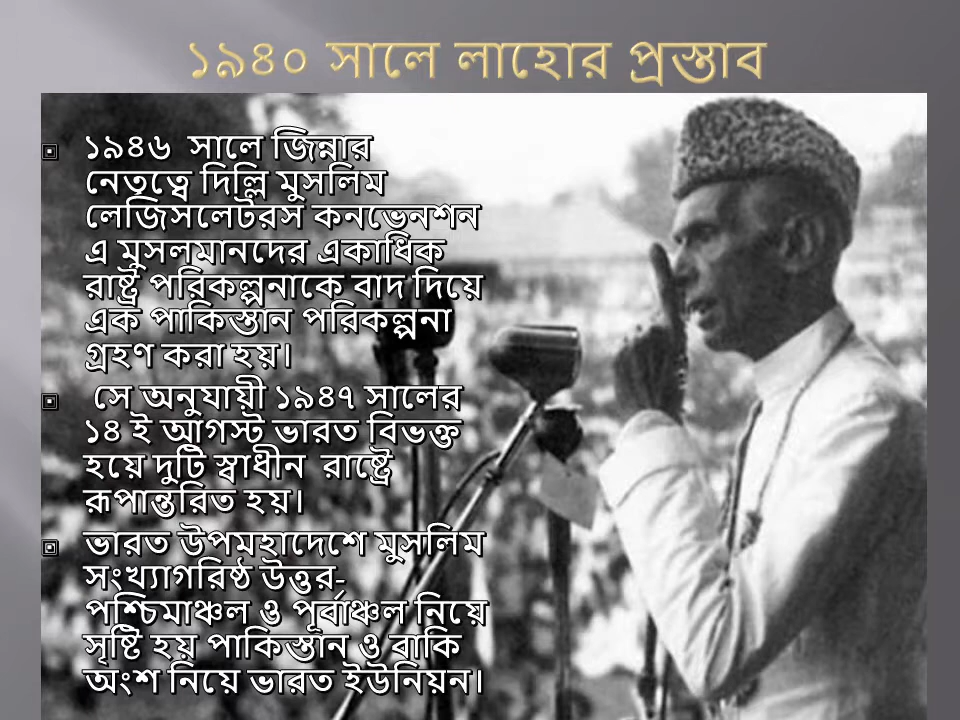 ১৯৪০ সালে লাহোর প্রস্তাব
১৯৪৬ সালে জিন্নার
নেতত্বে দিল্লি মুসলিম
লেজিসলেটরস কনভেনশন
এ মুসলমানদের একাধিক
রাষ্ট্র পরিকল্পনাকে বাদ দিয়ে
এক পাকিস্তান পরিকল্পনা
গ্রহণ করা হয়।
সে অনুযায়ী ১৯৪৭ সালের
১৪ ই আগস্ট ভারত বিভক্ত
হয়ে দুটি স্বাধীন রাষ্ট্রে
রূপান্তরিত হয়।
ভারত উপমহাদেশে মুসলিম
সংখ্যাগরিষ্ঠ উত্তর-
পশ্চিমাঞ্চল ও পূর্বাঞ্চল নিয়ে
সৃষ্টি হয় পাকিস্তান ও বাকি
অংশ নিয়ে ভারত ইউনিয়ন।